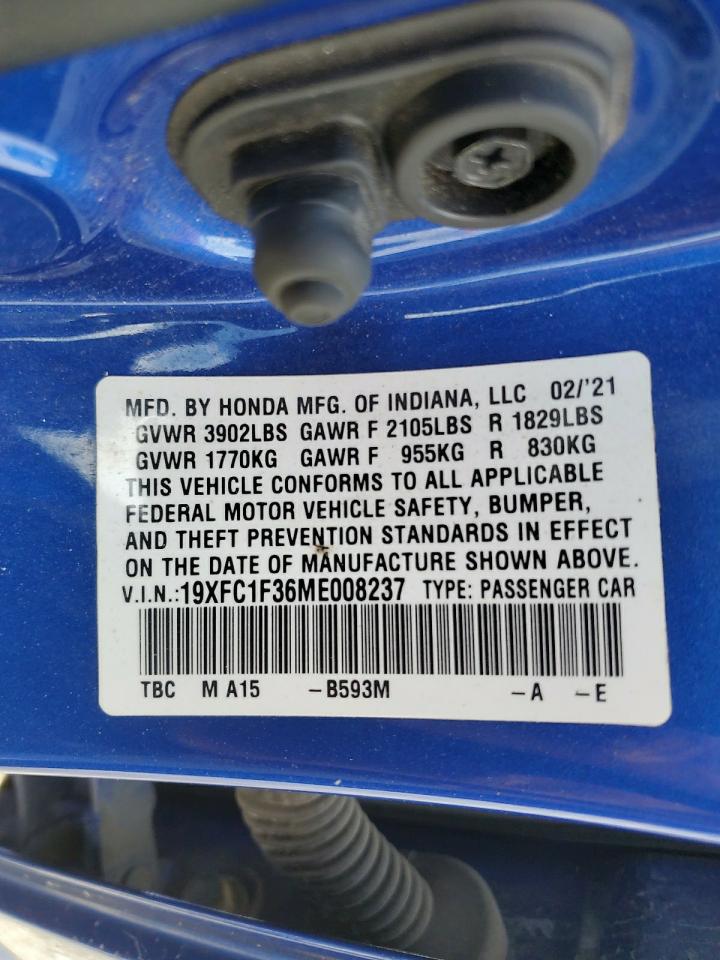 MFD. BY HONDA MFG. OF INDIANA, LLC 02/'21
GVWR 3902LBS GAWR F 2105LBS R 1829LBS
GVWR 1770KG GAWR F 955KG R 830KG
THIS VEHICLE CONFORMS TO ALL APPLICABLE
FEDERAL MOTOR VEHICLE SAFETY, BUMPER,
AND THEFT PREVENTION STANDARDS IN EFFECT
ON THE DATE OF MANUFACTURE SHOWN ABOVE.
V.I.N.:19XFC1F36ME008237 TYPE: PASSENGER CAR
TBC M A15 -B593M -A -E